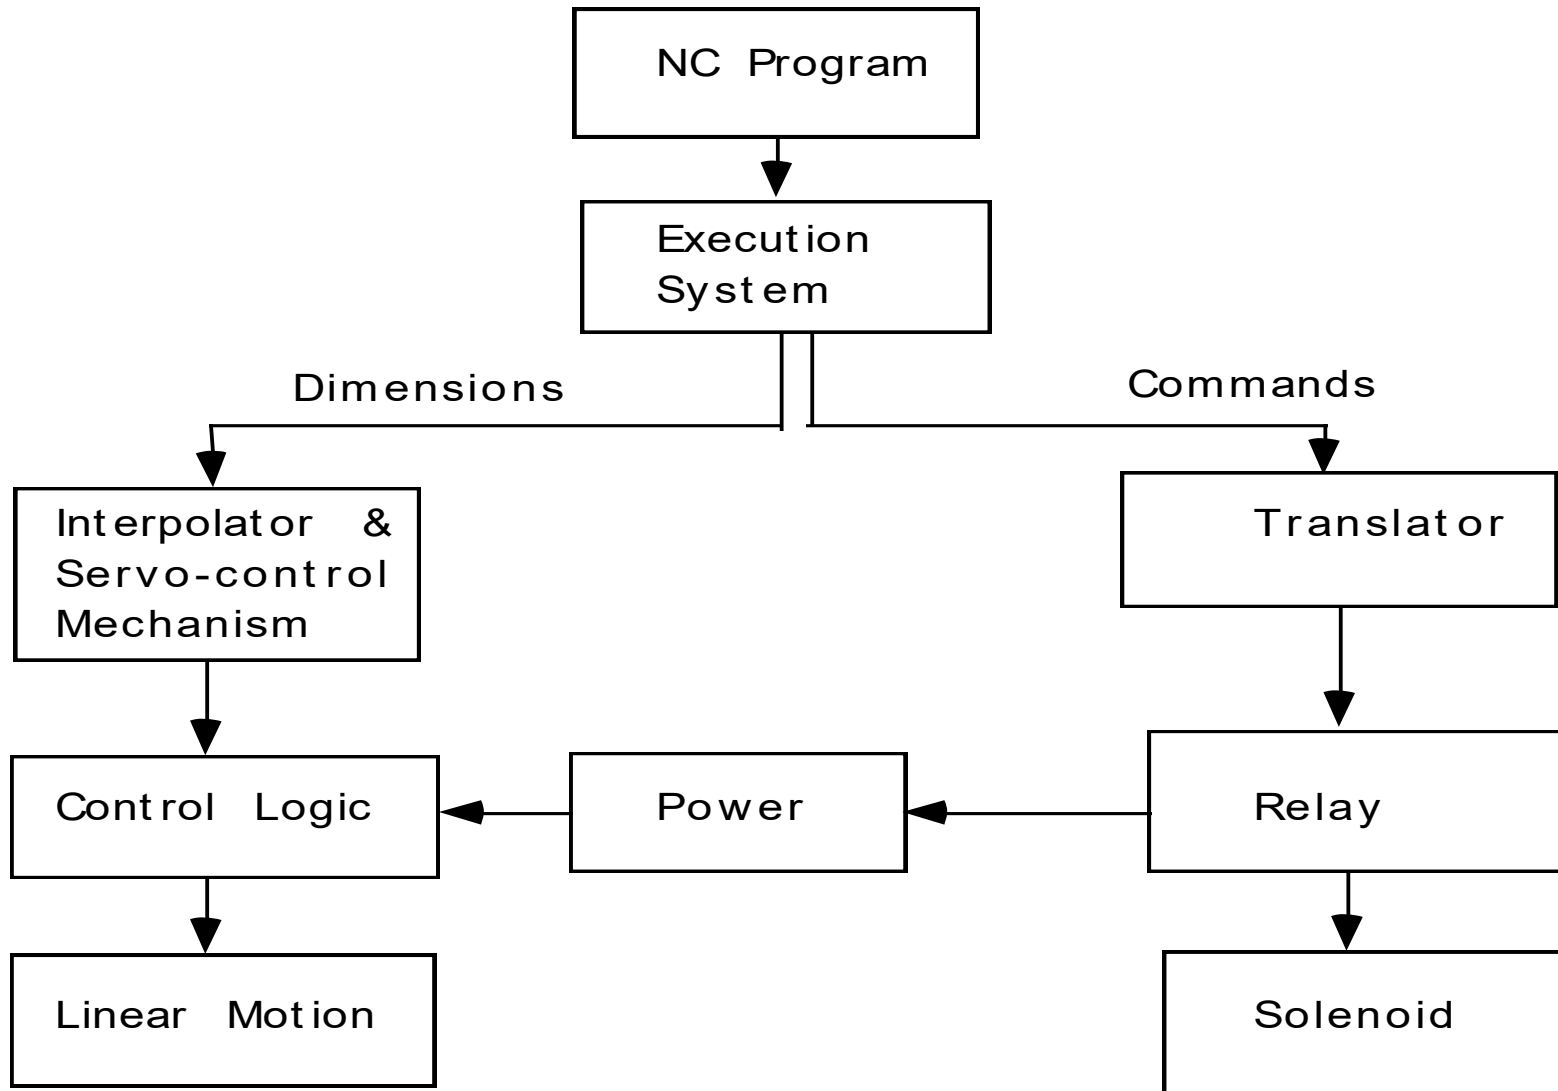 NC Program
Execution
System
Dimensions
Commands
Interpolator &
Servo-control
Mechanism
Translator
Control Logic
Power
Relay
Linear Motion
Solenoid